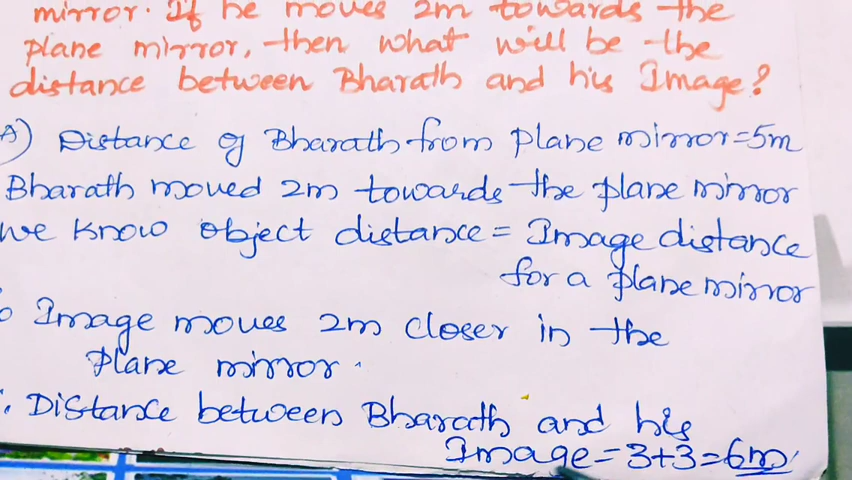 mirror. If he moves 2m towards the
plane mirror, then what will be the
distance between Bharath and his Image?
A) Distance of Bharath from plane mirror=5m
Bharath moved 2m towards the plane mirror
we know object distance = Image distance
for a plane mirror
Image moves 2m closer in the
plane mirror.
∴ Distance between Bharath and his
Image = 3+3=6m.